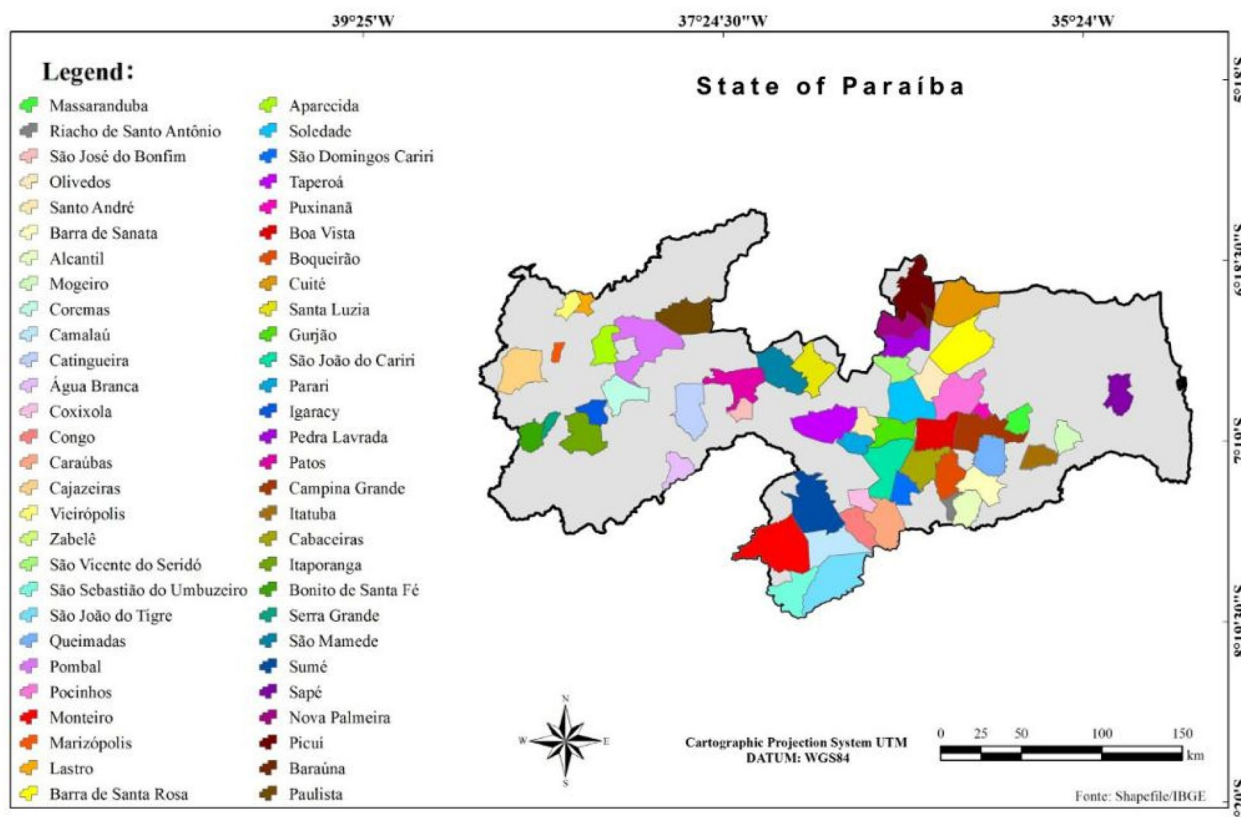 39°25'W 37°24'30"W 35°24'W
State of Paraíba
Legend:
Massaranduba
Riacho de Santo Antônio
São José do Bonfim
Olivedos
Santo André
Barra de Sanata
Alcantil
Mogeiro
Coremas
Camalaú
Catingueira
Água Branca
Coxixola
Congo
Caraúbas
Cajazeiras
Vieirópolis
Zabelê
São Vicente do Seridó
São Sebastião do Umbuzeiro
São João do Tigre
Queimadas
Pombal
Pocinhos
Monteiro
Marizópolis
Lastro
Barra de Santa Rosa
Aparecida
Soledade
São Domingos Cariri
Taperoá
Puxinanã
Boa Vista
Boqueirão
Cuité
Santa Luzia
Gurjão
São João do Cariri
Parari
Igaracy
Pedra Lavrada
Patos
Campina Grande
Itatuba
Cabaceiras
Itaporanga
Bonito de Santa Fé
Serra Grande
São Mamede
Sumé
Sapé
Nova Palmeira
Picuí
Baraúna
Paulista
N
W E
S
Cartographic Projection System UTM
DATUM: WGS84
0 25 50 100 150
km
Fonte: Shapefile/IBGE